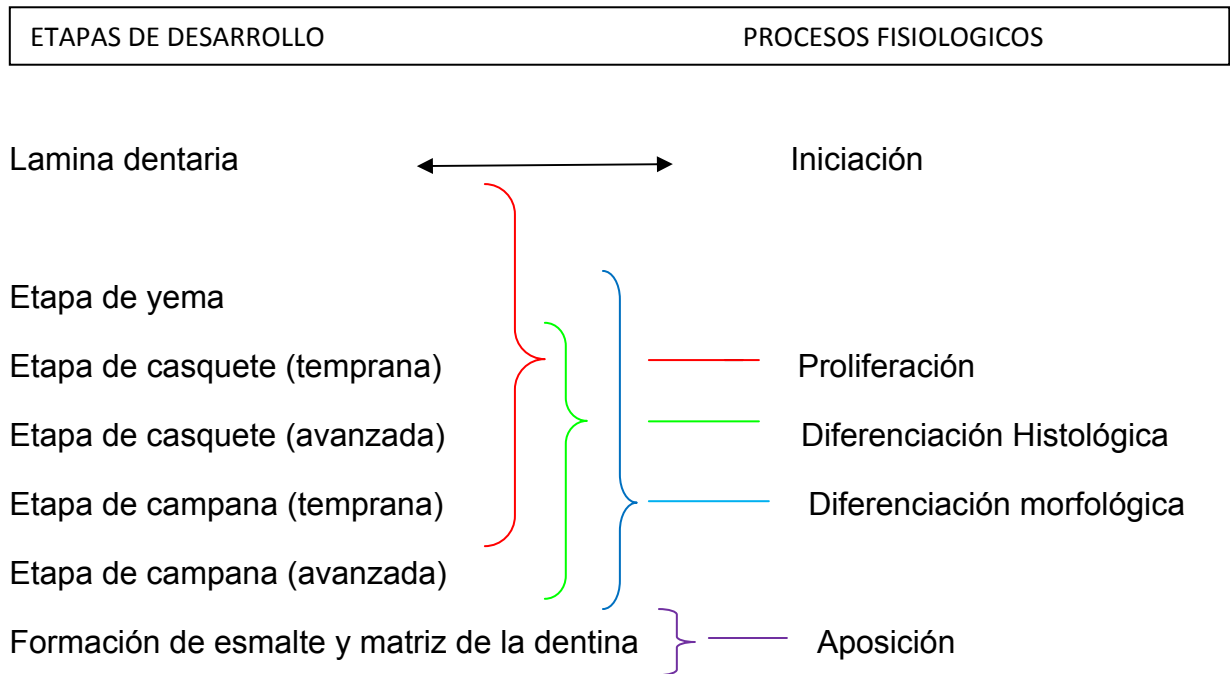 ETAPAS DE DESARROLLO PROCESOS FISIOLOGICOS
Lamina dentaria Iniciación
Etapa de yema
Etapa de casquete (temprana) Proliferación
Etapa de casquete (avanzada) Diferenciación Histológica
Etapa de campana (temprana) Diferenciación morfológica
Etapa de campana (avanzada)
Formación de esmalte y matriz de la dentina Aposición